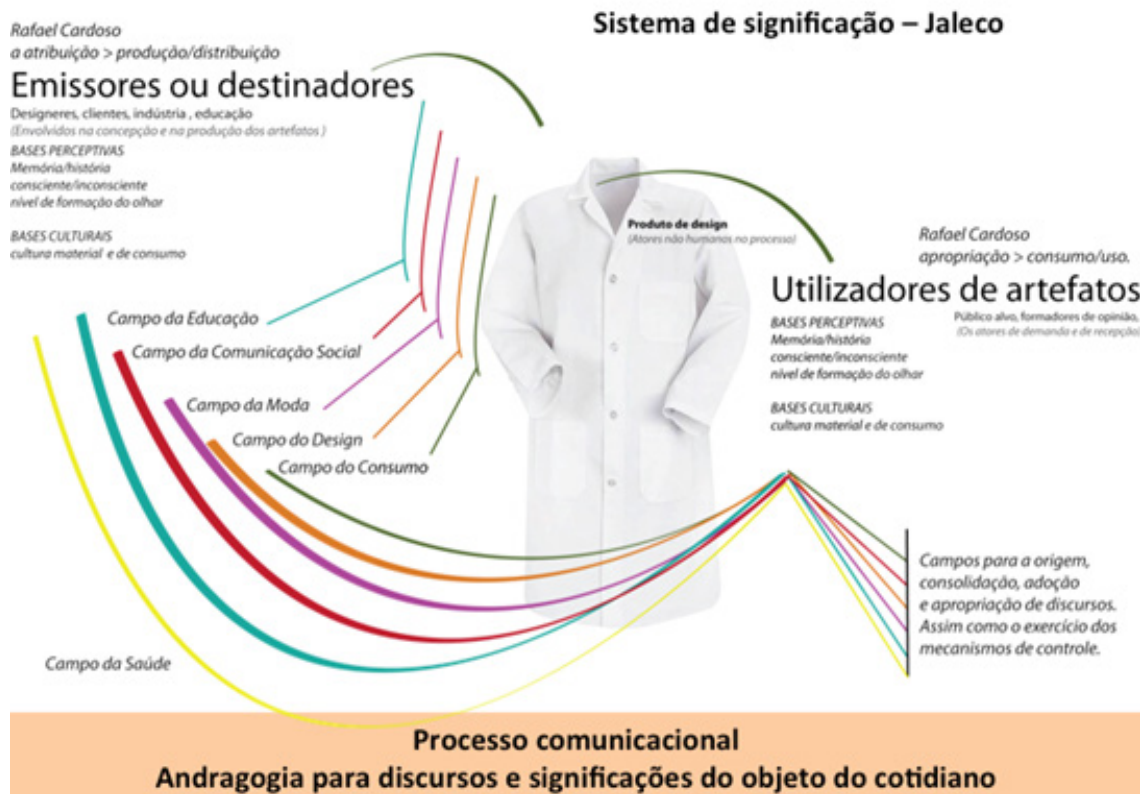 Sistema de significação – Jaleco
Rafael Cardoso
a atribuição > produção/distribuição
Emissores ou destinadores
Designeres, clientes, indústria , educação
(Envolvidos na concepção e na produção dos artefatos )
BASES PERCEPTIVAS
Memória/história
consciente/inconsciente
nível de formação do olhar
BASES CULTURAIS
cultura material e de consumo
Produto de design
(Atores não humanos no processo)
Rafael Cardoso
apropriação > consumo/uso.
Utilizadores de artefatos
Público alvo, formadores de opinião,
(Os atores de demanda e de recepção)
BASES PERCEPTIVAS
Memória/história
consciente/inconsciente
nível de formação do olhar
BASES CULTURAIS
cultura material e de consumo
Campo da Educação
Campo da Comunicação Social
Campo da Moda
Campo do Design
Campo do Consumo
Campo da Saúde
Campos para a origem,
consolidação, adoção
e apropriação de discursos.
Assim como o exercício dos
mecanismos de controle.
Processo comunicacional
Andragogia para discursos e significações do objeto do cotidiano